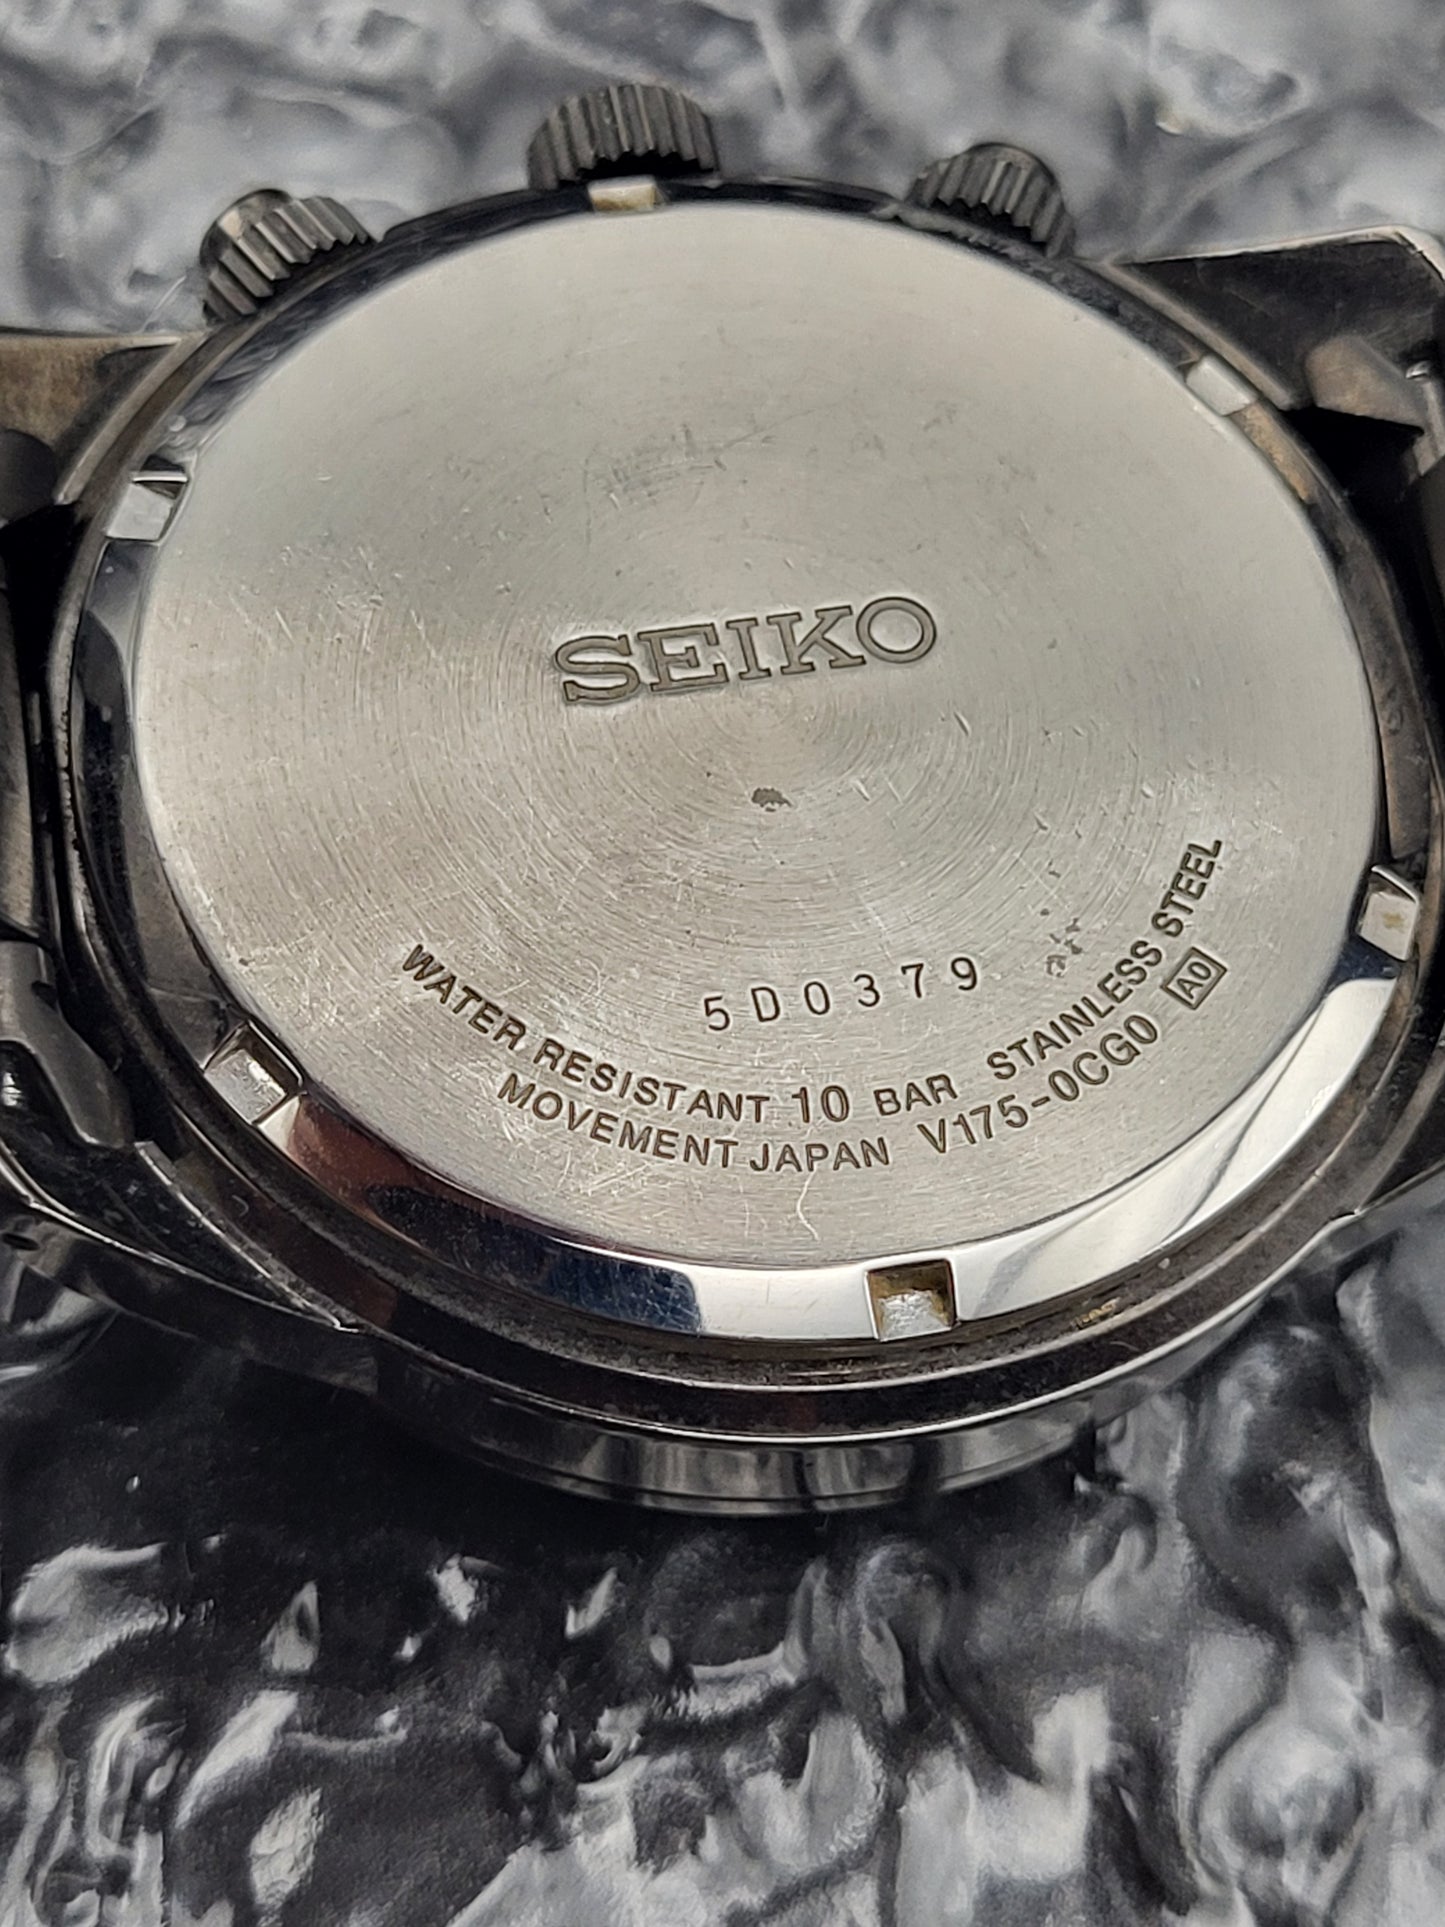 SEIKO
5D0379
WATER RESISTANT 10 BAR STAINLESS STEEL
MOVEMENT JAPAN V175-0CG0 A0